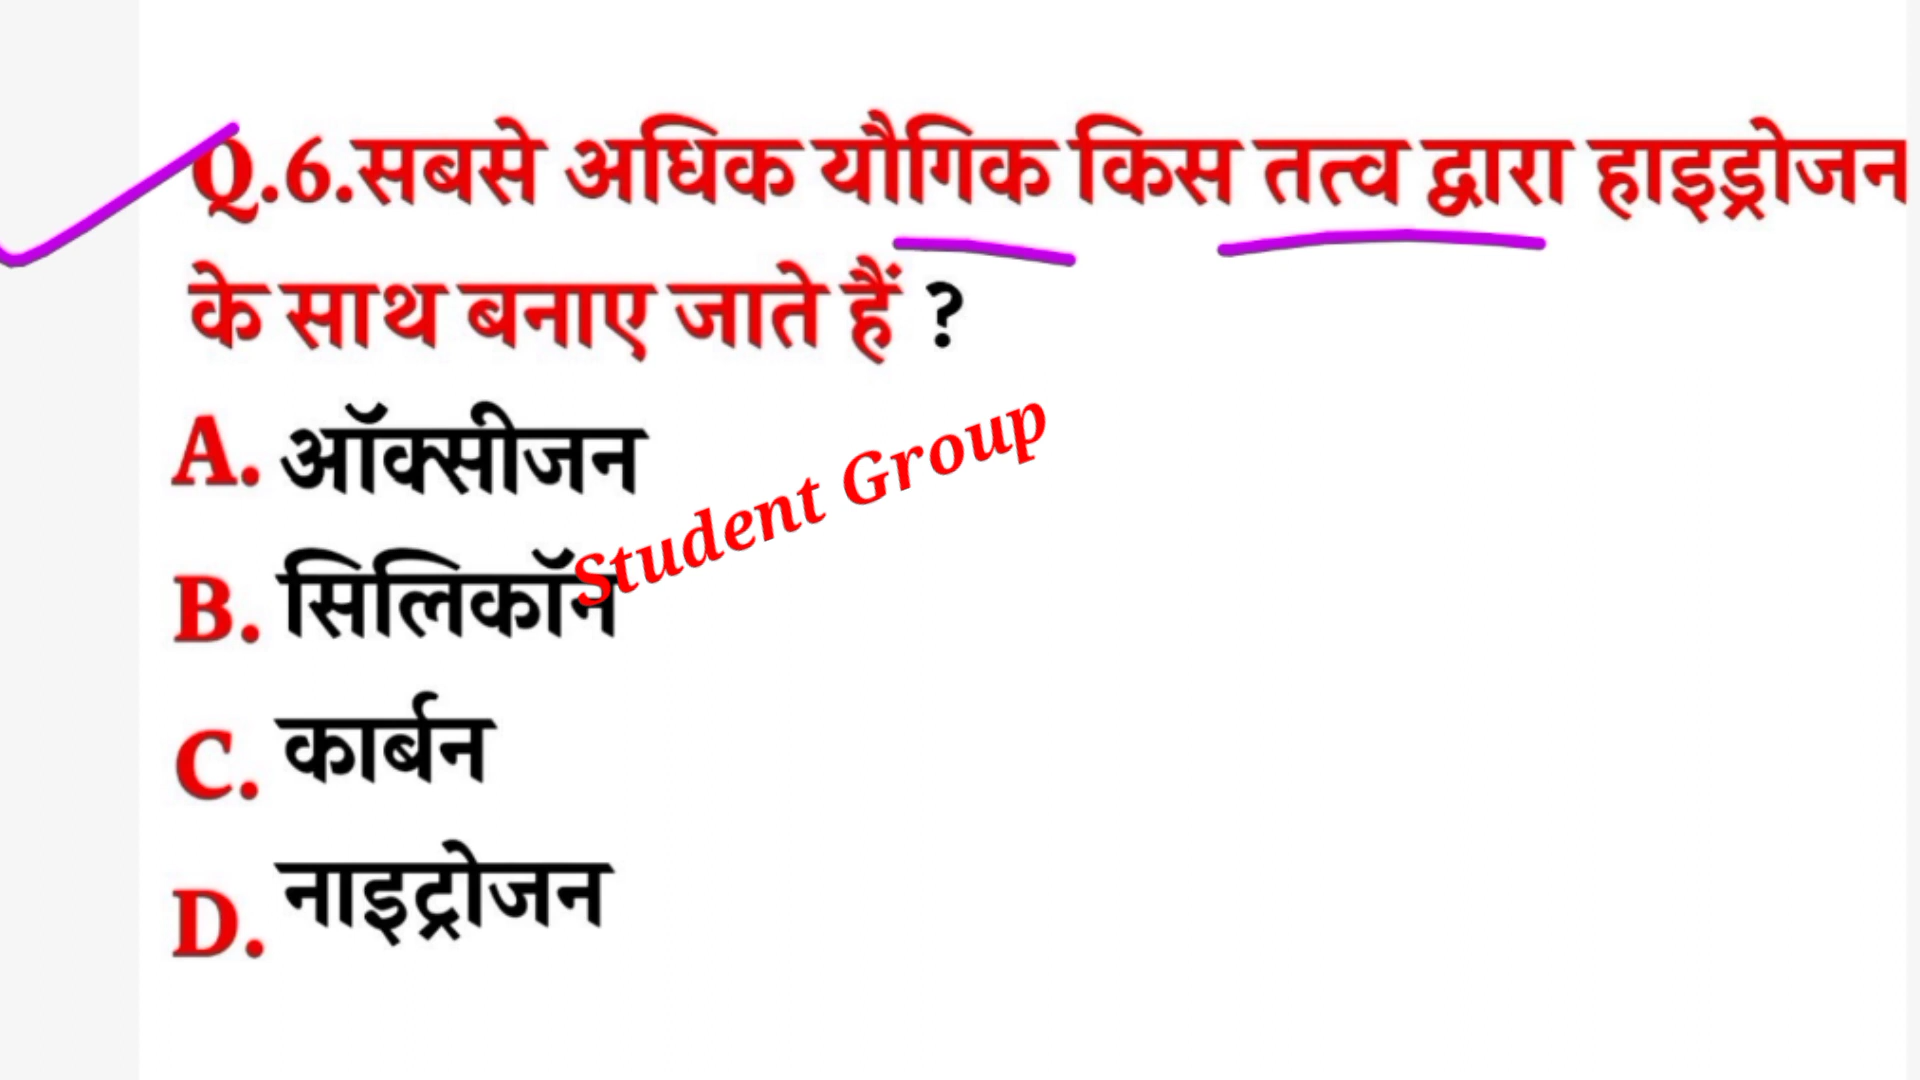 Q.6.सबसे अधिक यौगिक किस तत्व द्वारा हाइड्रोजन
के साथ बनाए जाते हैं ?
A. ऑक्सीजन
Student Group
B. सिलिकॉन
C. कार्बन
D. नाइट्रोजन